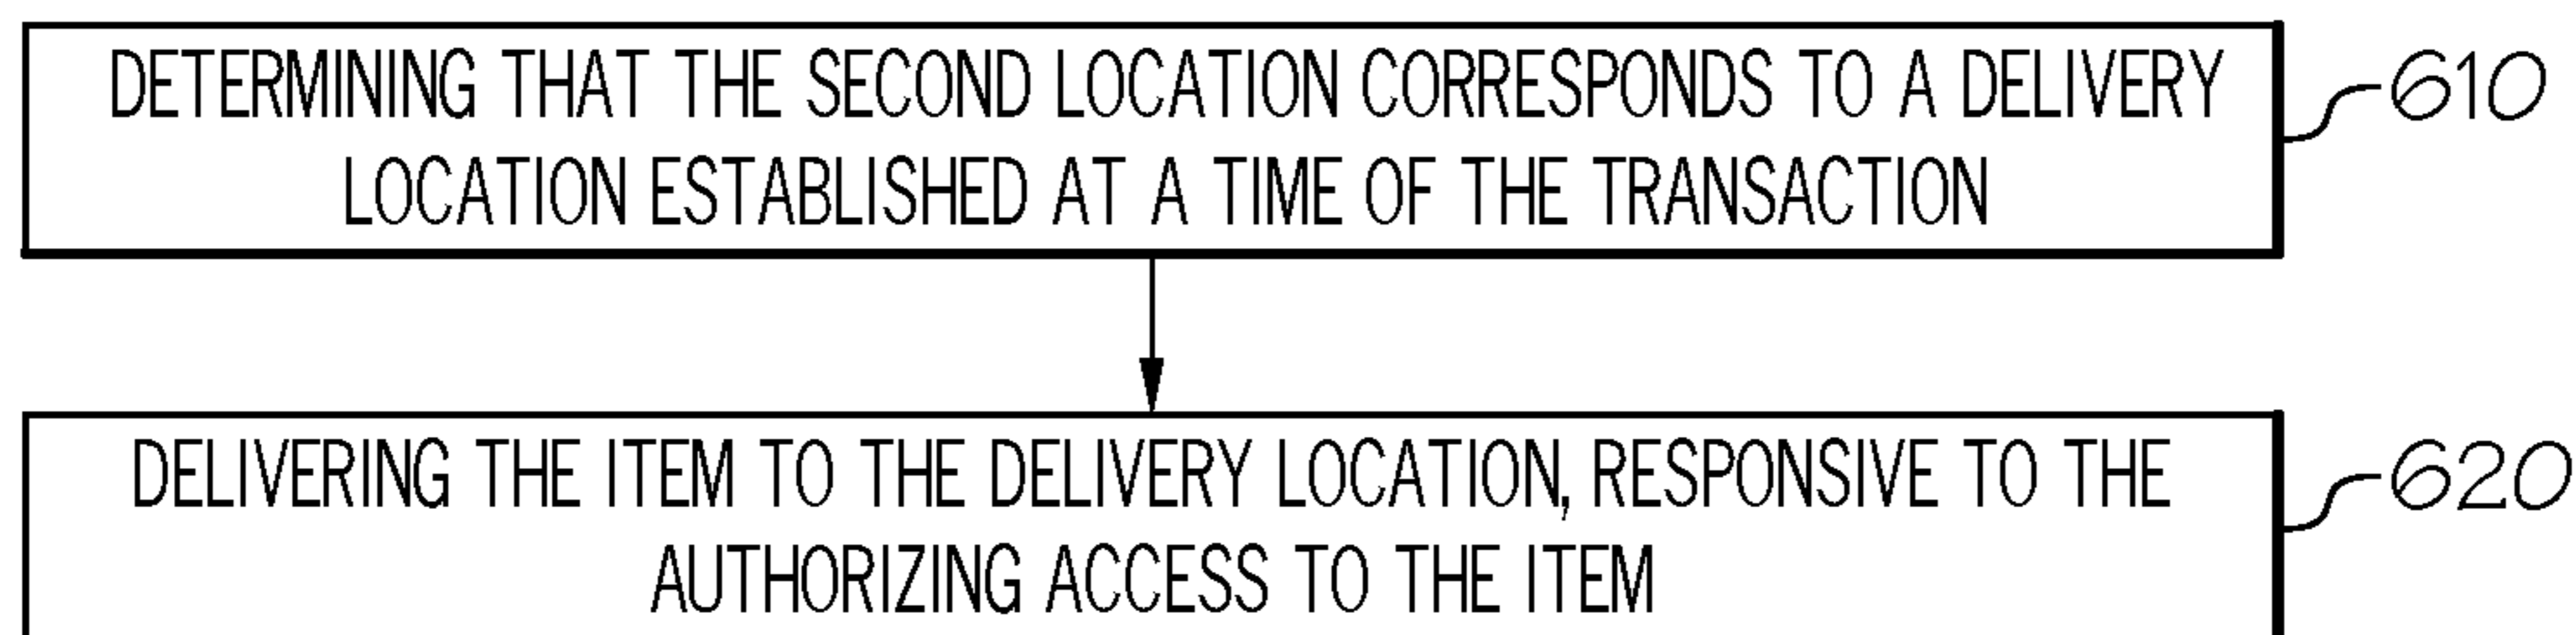 DETERMINING THAT THE SECOND LOCATION CORRESPONDS TO A DELIVERY
LOCATION ESTABLISHED AT A TIME OF THE TRANSACTION
610
DELIVERING THE ITEM TO THE DELIVERY LOCATION, RESPONSIVE TO THE
AUTHORIZING ACCESS TO THE ITEM
620